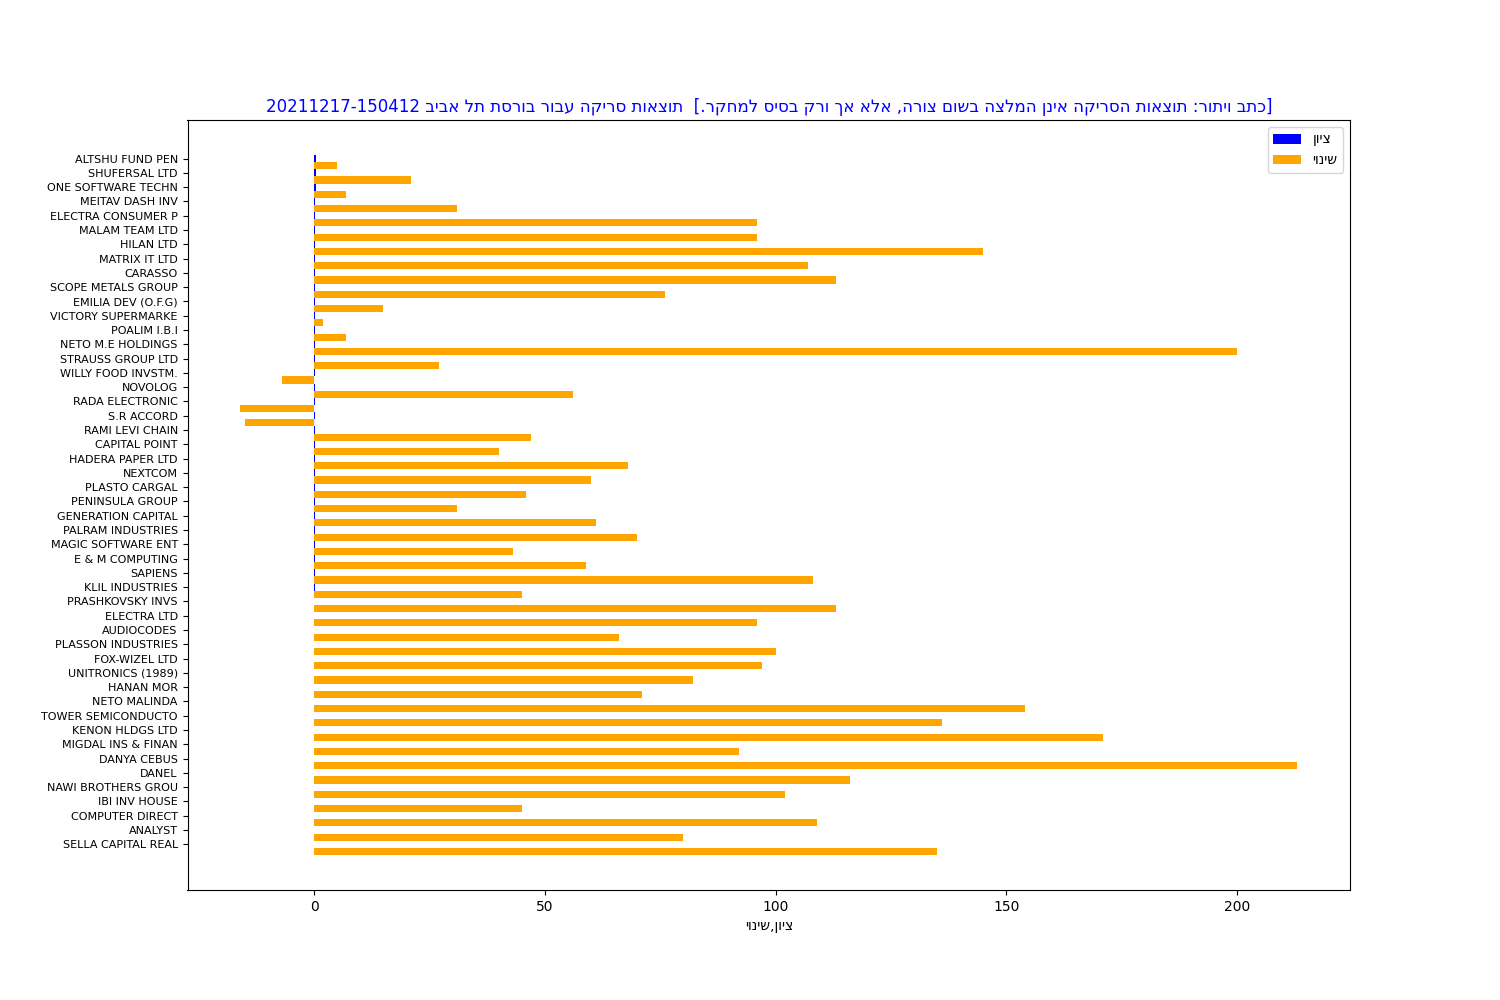 [כתב ויתור: תוצאות הסריקה אינן המלצה בשום צורה, אלא אך ורק בסיס למחקר.] תוצאות סריקה עבור בורסת תל אביב 20211217-150412
ציון
שינוי
ALTSHU FUND PEN
SHUFERSAL LTD
ONE SOFTWARE TECHN
MEITAV DASH INV
ELECTRA CONSUMER P
MALAM TEAM LTD
HILAN LTD
MATRIX IT LTD
CARASSO
SCOPE METALS GROUP
EMILIA DEV (O.F.G)
VICTORY SUPERMARKE
POALIM I.B.I
NETO M.E HOLDINGS
STRAUSS GROUP LTD
WILLY FOOD INVSTM.
NOVOLOG
RADA ELECTRONIC
S.R ACCORD
RAMI LEVI CHAIN
CAPITAL POINT
HADERA PAPER LTD
NEXTCOM
PLASTO CARGAL
PENINSULA GROUP
GENERATION CAPITAL
PALRAM INDUSTRIES
MAGIC SOFTWARE ENT
E & M COMPUTING
SAPIENS
KLIL INDUSTRIES
PRASHKOVSKY INVS
ELECTRA LTD
AUDIOCODES
PLASSON INDUSTRIES
FOX-WIZEL LTD
UNITRONICS (1989)
HANAN MOR
NETO MALINDA
TOWER SEMICONDUCTO
KENON HLDGS LTD
MIGDAL INS & FINAN
DANYA CEBUS
DANEL
NAWI BROTHERS GROU
IBI INV HOUSE
COMPUTER DIRECT
ANALYST
SELLA CAPITAL REAL
0 50 100 150 200
ציון,שינוי